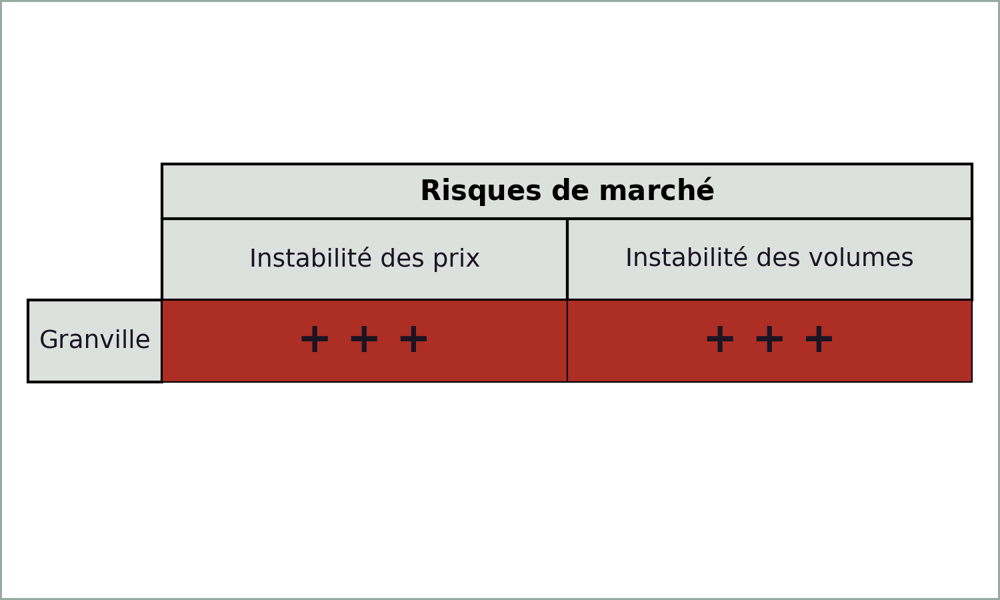 Risques de marché
Instabilité des prix
Instabilité des volumes
Granville
+ + +
+ + +